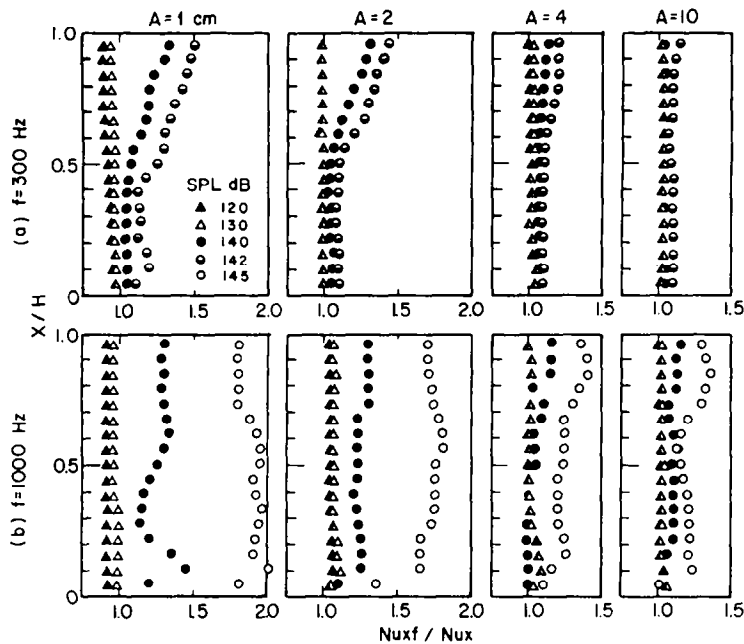 A = 1 cm
A = 2
A = 4
A = 10
(a) f=300 Hz
1.0
0.5
0
SPL dB
▲ 120
△ 130
● 140
◒ 142
○ 145
1.0 1.5 2.0
1.0 1.5 2.0
1.0 1.5
1.0 1.5
X/H
(b) f=1000 Hz
1.0
0.5
0
1.0 1.5 2.0
1.0 1.5 2.0
1.0 1.5
1.0 1.5
Nuxf / Nux